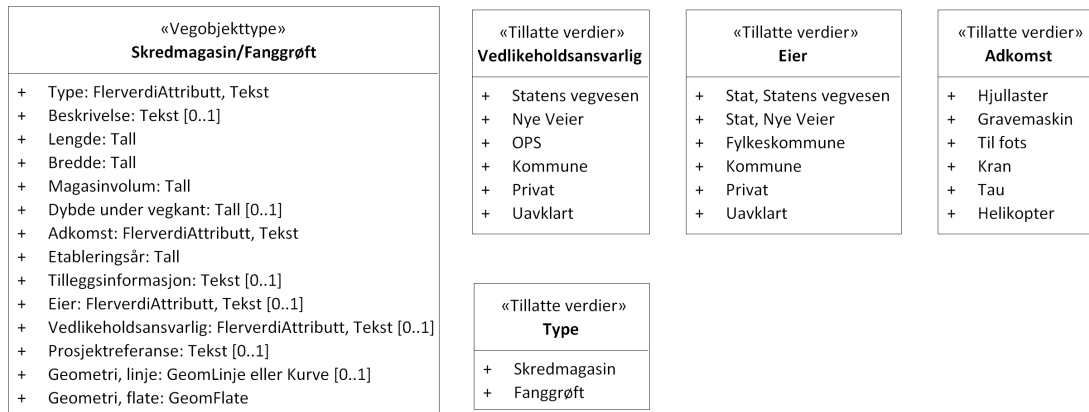 «Vegobjekttype»
Skredmagasin/Fanggrøft
+ Type: FlerverdiAttributt, Tekst
+ Beskrivelse: Tekst [0..1]
+ Lengde: Tall
+ Bredde: Tall
+ Magasinvolum: Tall
+ Dybde under vegkant: Tall [0..1]
+ Adkomst: FlerverdiAttributt, Tekst
+ Etableringsår: Tall
+ Tilleggsinformasjon: Tekst [0..1]
+ Eier: FlerverdiAttributt, Tekst [0..1]
+ Vedlikeholdsansvarlig: FlerverdiAttributt, Tekst [0..1]
+ Prosjektreferanse: Tekst [0..1]
+ Geometri, linje: GeomLinje eller Kurve [0..1]
+ Geometri, flate: GeomFlate
«Tillatte verdier»
Vedlikeholdsansvarlig
+ Statens vegvesen
+ Nye Veier
+ OPS
+ Kommune
+ Privat
+ Uavklart
«Tillatte verdier»
Eier
+ Stat, Statens vegvesen
+ Stat, Nye Veier
+ Fylkeskommune
+ Kommune
+ Privat
+ Uavklart
«Tillatte verdier»
Adkomst
+ Hjullaster
+ Gravemaskin
+ Til fots
+ Kran
+ Tau
+ Helikopter
«Tillatte verdier»
Type
+ Skredmagasin
+ Fanggrøft